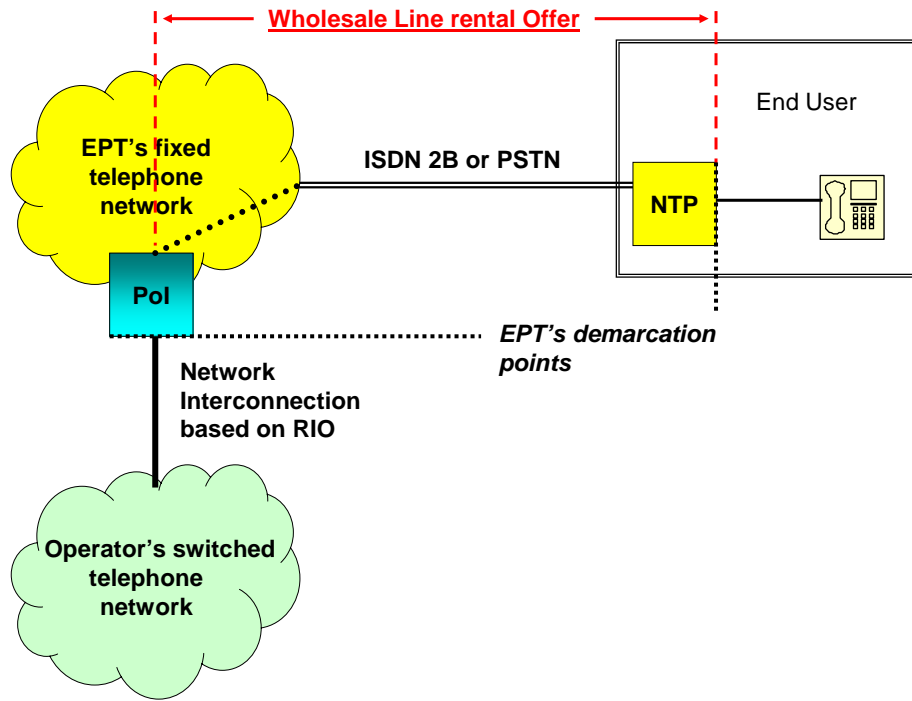 Wholesale Line rental Offer
End User
EPT's fixed
telephone
network
ISDN 2B or PSTN
NTP
PoI
EPT's demarcation
points
Network
Interconnection
based on RIO
Operator's switched
telephone
network